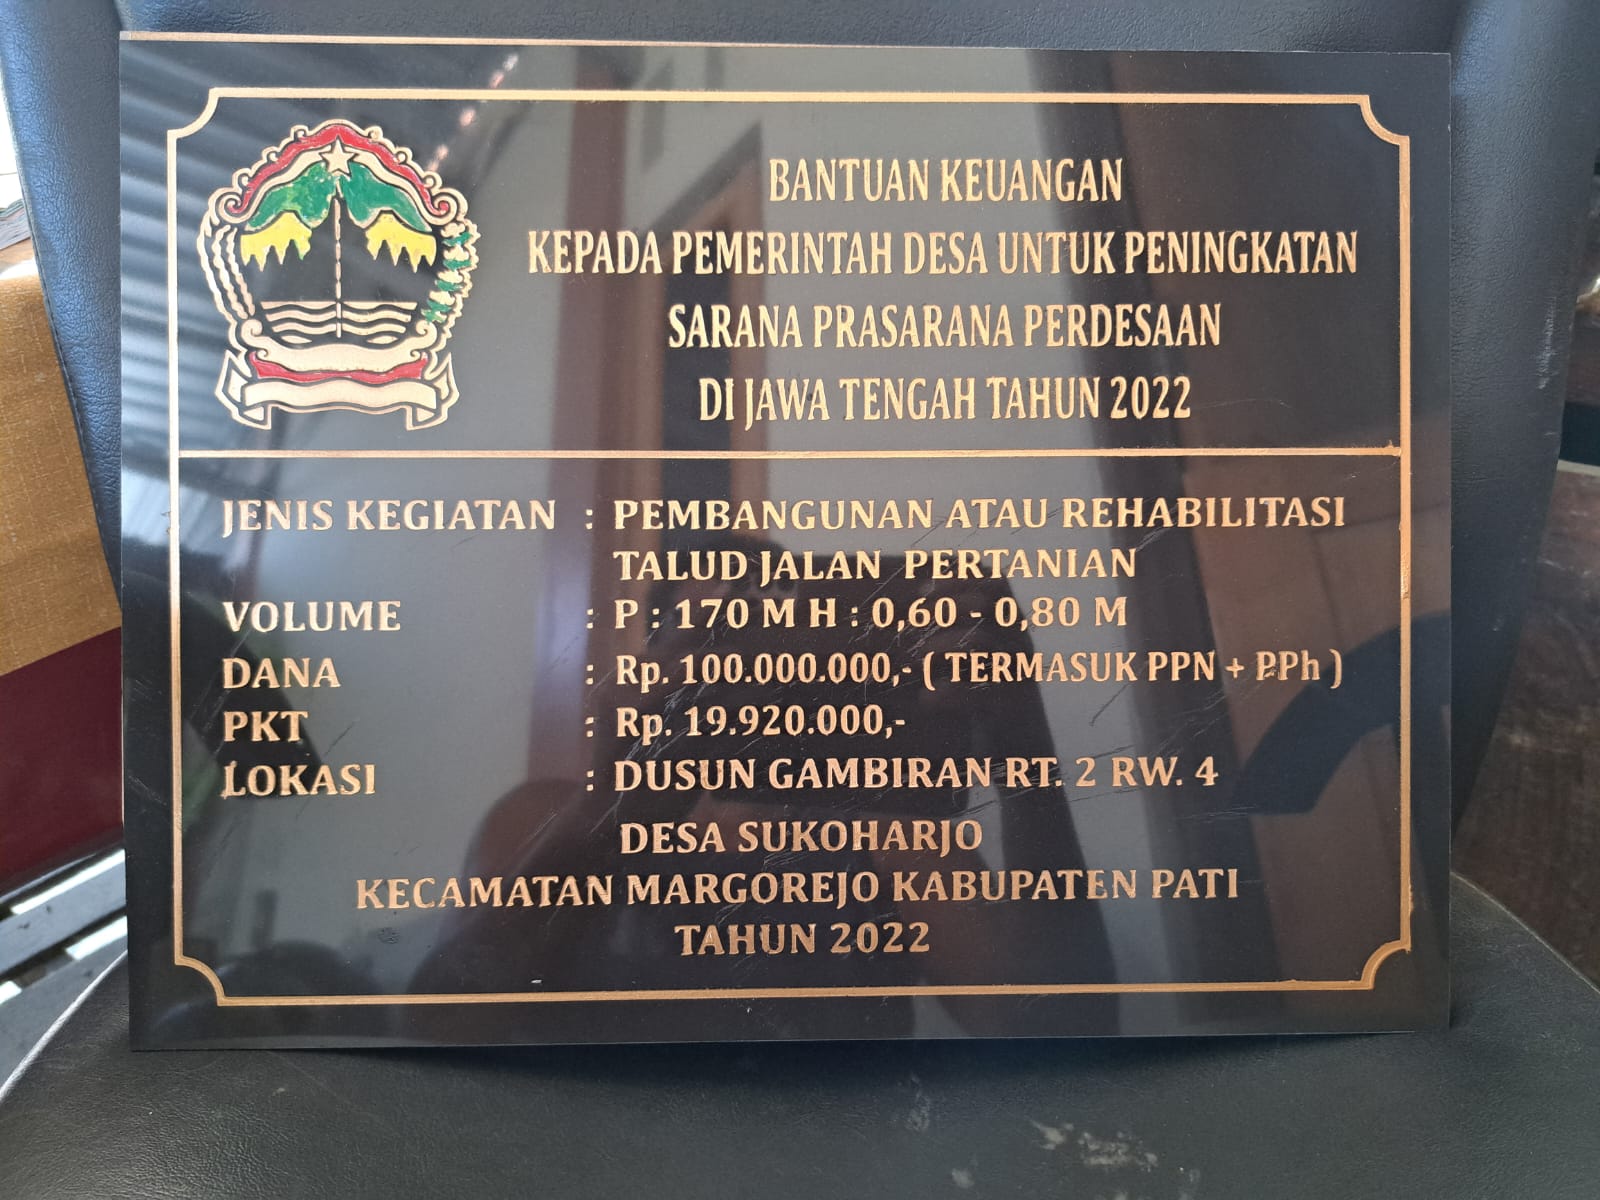 BANTUAN KEUANGAN
KEPADA PEMERINTAH DESA UNTUK PENINGKATAN
SARANA PRASARANA PERDESAAN
DI JAWA TENGAH TAHUN 2022
JENIS KEGIATAN : PEMBANGUNAN ATAU REHABILITASI
TALUD JALAN PERTANIAN
VOLUME : P : 170 M H : 0,60 - 0,80 M
DANA : Rp. 100.000.000,- ( TERMASUK PPN + PPh )
PKT : Rp. 19.920.000,-
LOKASI : DUSUN GAMBIRAN RT. 2 RW. 4
DESA SUKOHARJO
KECAMATAN MARGOREJO KABUPATEN PATI
TAHUN 2022